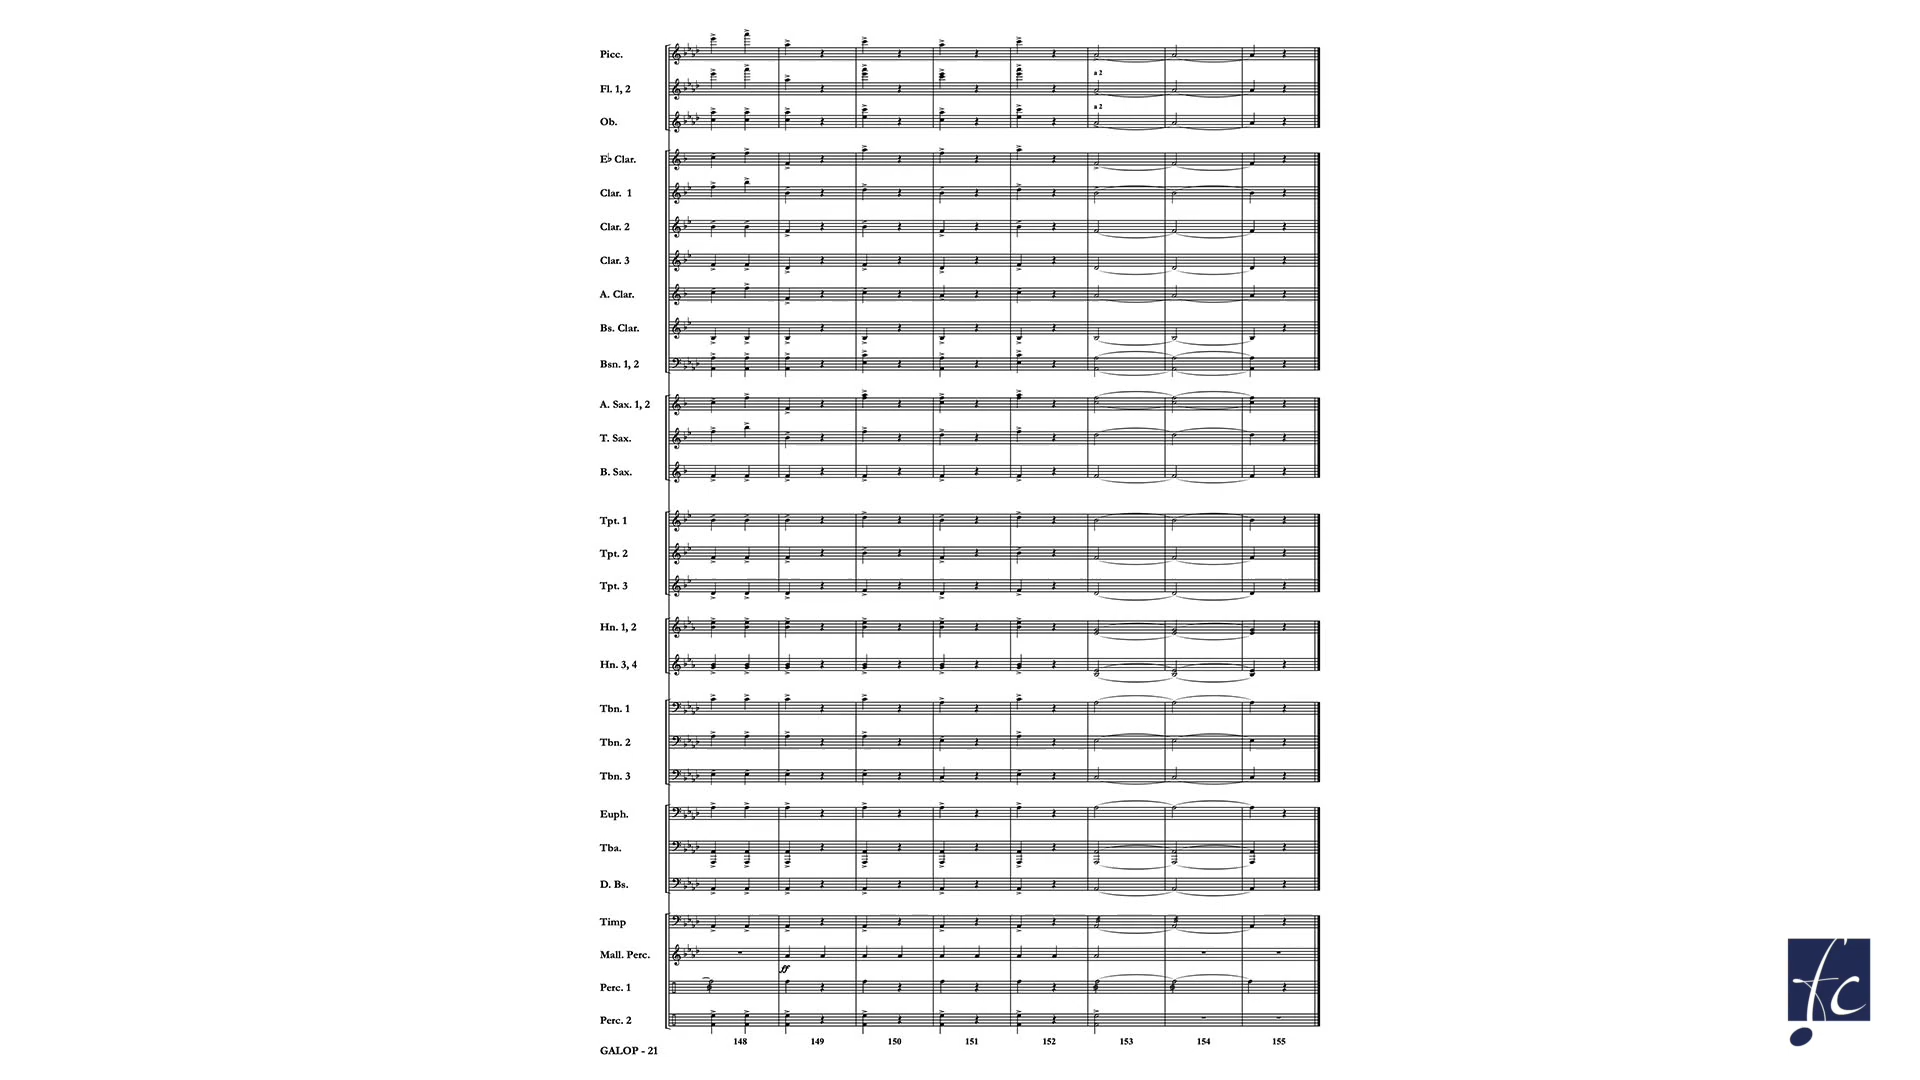 Picc.
Fl. 1, 2
a 2
Ob.
a 2
E♭ Clar.
Clar. 1
Clar. 2
Clar. 3
A. Clar.
Bs. Clar.
Bsn. 1, 2
A. Sax. 1, 2
T. Sax.
B. Sax.
Tpt. 1
Tpt. 2
Tpt. 3
Hn. 1, 2
Hn. 3, 4
Tbn. 1
Tbn. 2
Tbn. 3
Euph.
Tba.
D. Bs.
Timp
Mall. Perc.
ff
Perc. 1
Perc. 2
148 149 150 151 152 153 154 155
GALOP - 21
fc